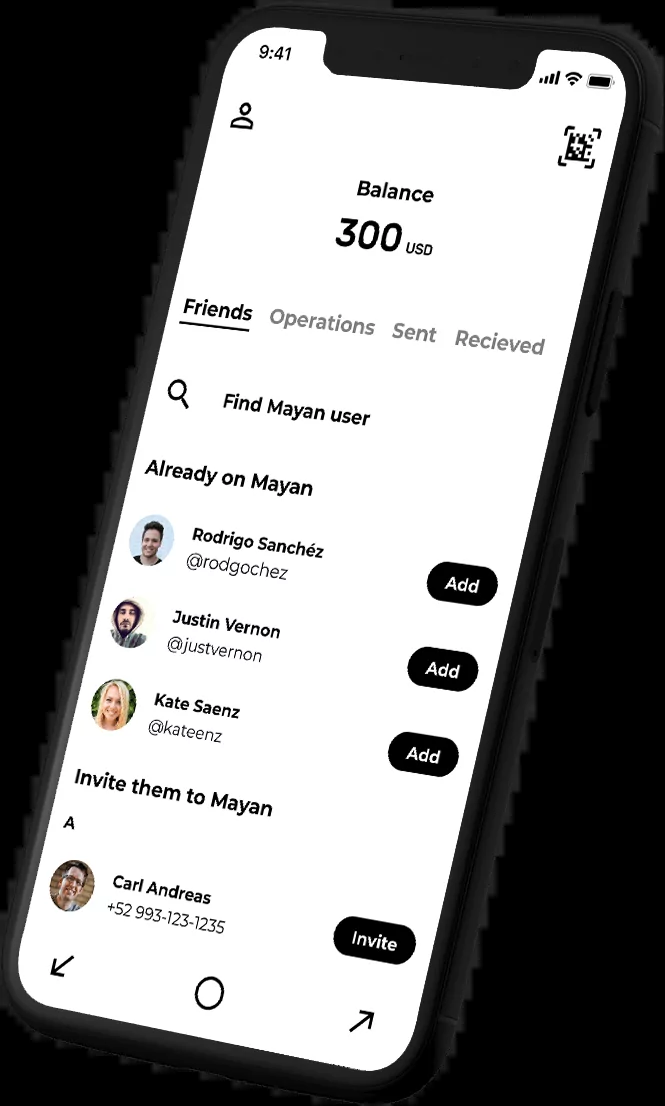 9:41
Balance
300 USD
Friends Operations Sent Recieved
Find Mayan user
Already on Mayan
Rodrigo Sanchéz
@rodgochez
Add
Justin Vernon
@justvernon
Add
Kate Saenz
@kateenz
Add
Invite them to Mayan
A
Carl Andreas
+52 993-123-1235
Invite